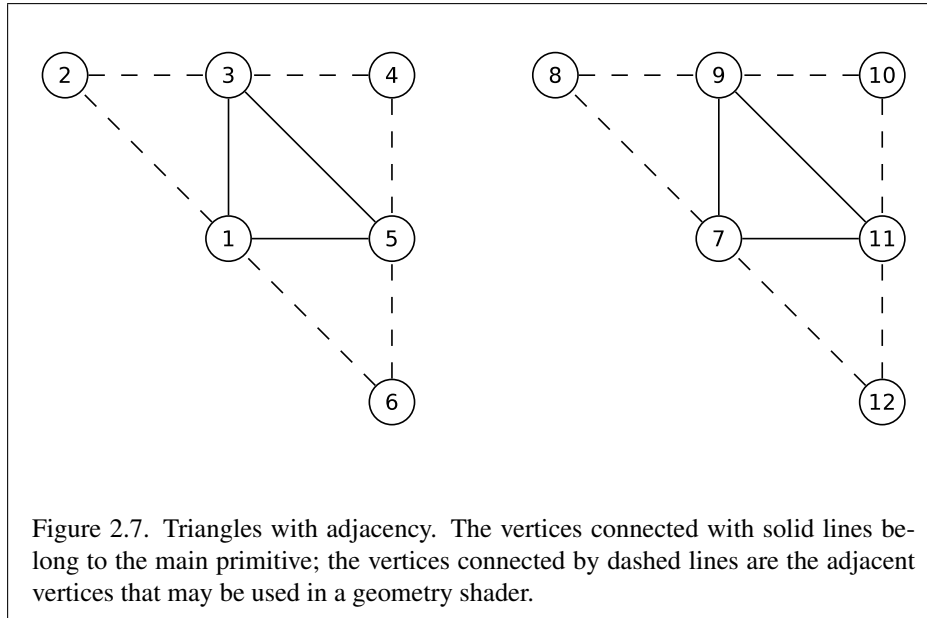 2 3 4 8 9 10
1 5 7 11
6 12
Figure 2.7. Triangles with adjacency. The vertices connected with solid lines be-
long to the main primitive; the vertices connected by dashed lines are the adjacent
vertices that may be used in a geometry shader.